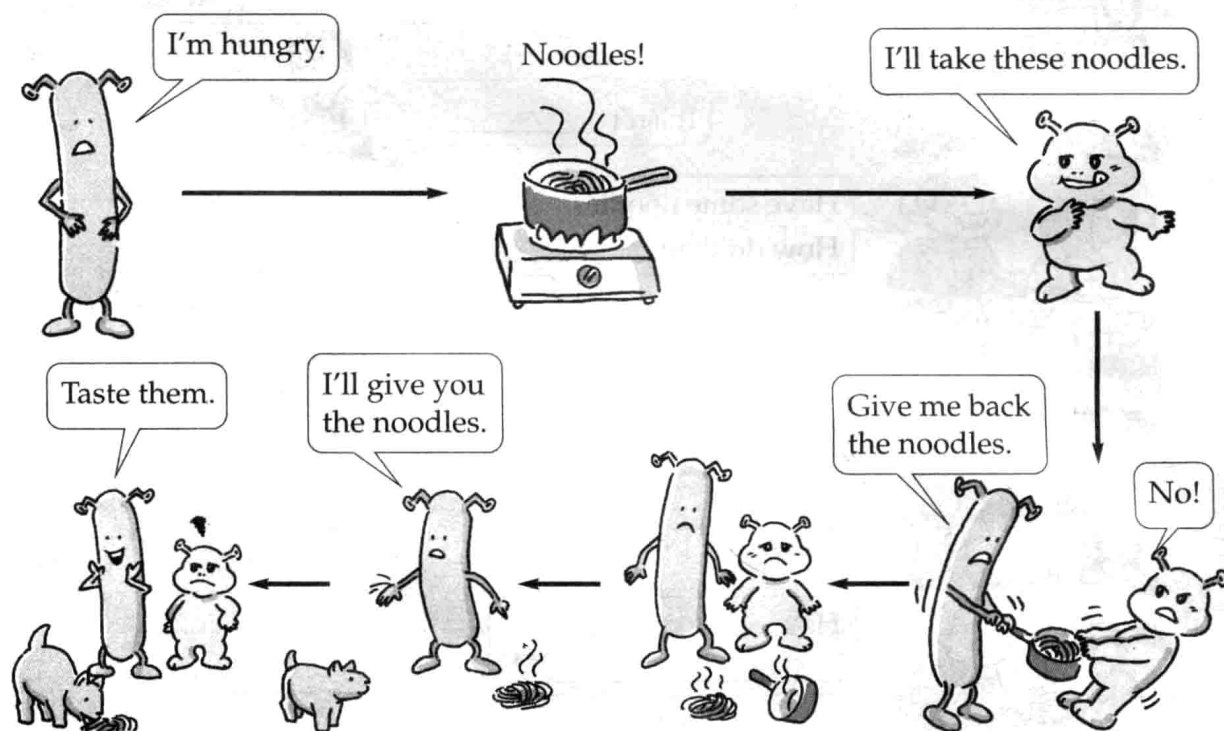 I'm hungry.
Noodles!
I'll take these noodles.
Give me back
the noodles.
No!
I'll give you
the noodles.
Taste them.